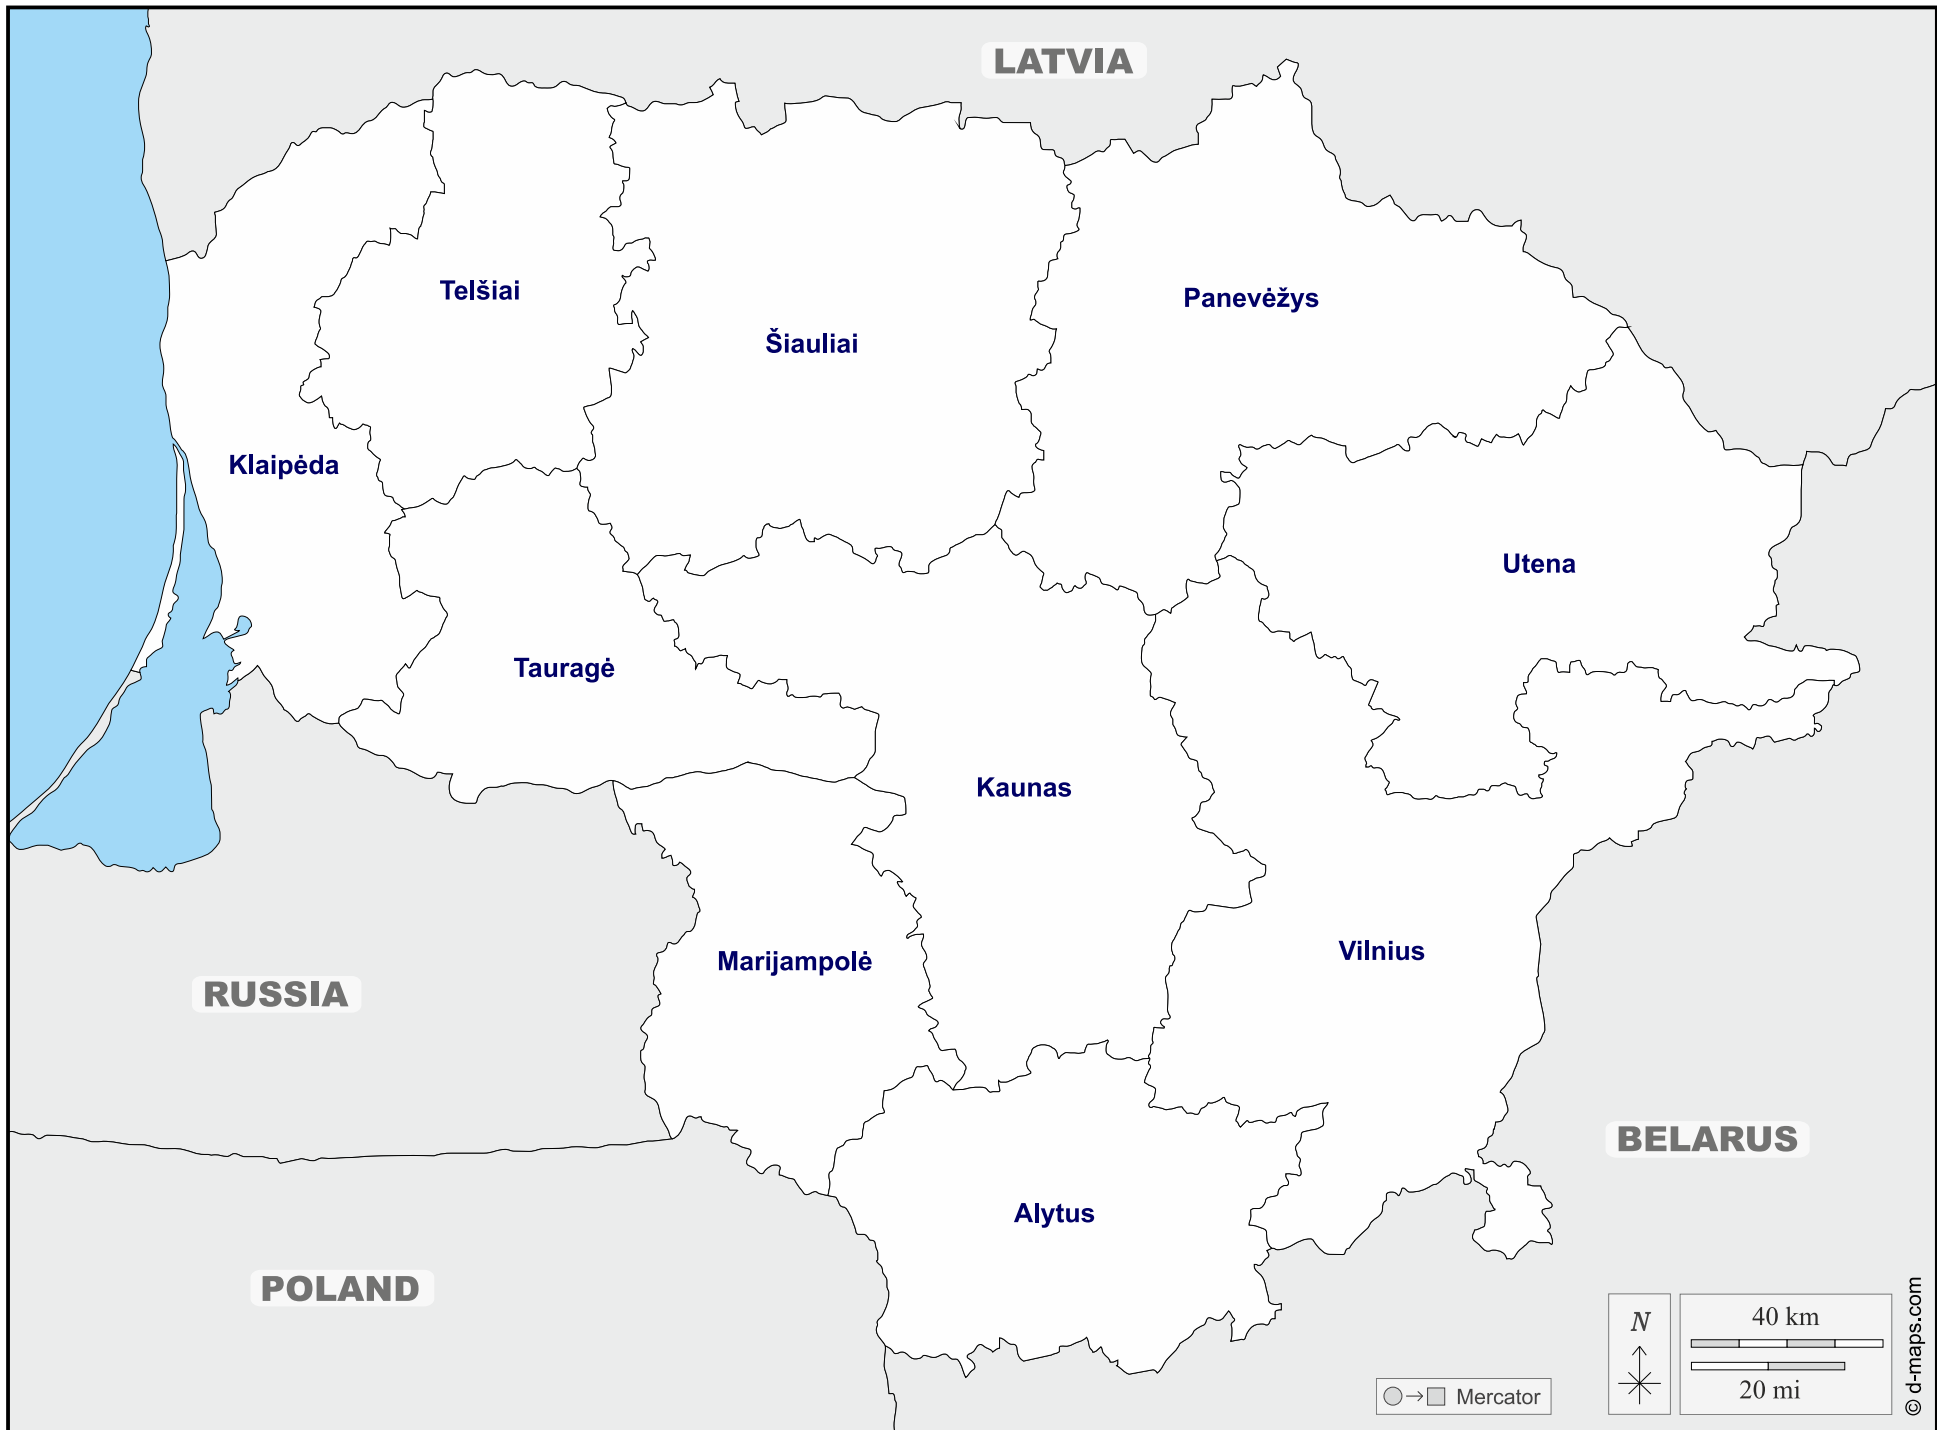 LATVIA
Telšiai
Panevėžys
Šiauliai
Klaipėda
Utena
Tauragė
Kaunas
Vilnius
Marijampolė
RUSSIA
BELARUS
Alytus
POLAND
N
40 km
20 mi
Mercator
© d-maps.com